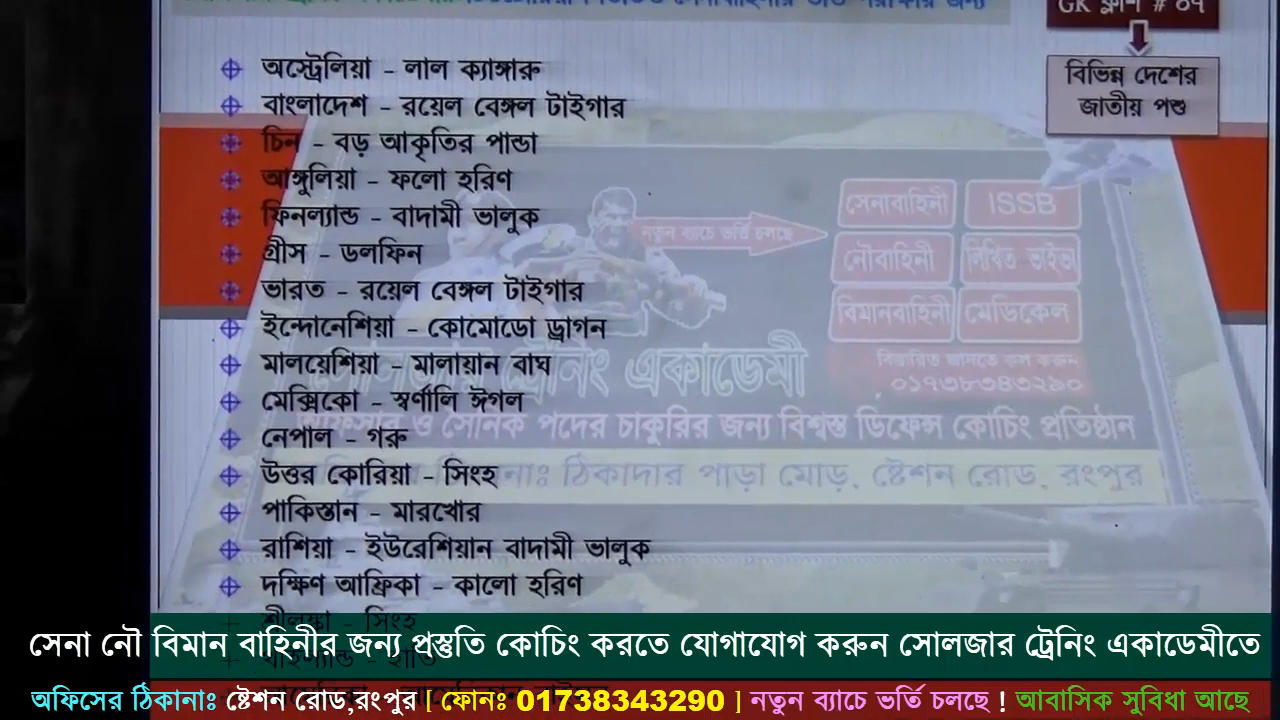 GK ক্লাশ # ০৭
বিভিন্ন দেশের
জাতীয় পশু
অস্ট্রেলিয়া - লাল ক্যাঙ্গারু
বাংলাদেশ - রয়েল বেঙ্গল টাইগার
চিন - বড় আকৃতির পান্ডা
আঙ্গুলিয়া - ফলো হরিণ
ফিনল্যান্ড - বাদামী ভালুক
গ্রীস - ডলফিন
ভারত - রয়েল বেঙ্গল টাইগার
ইন্দোনেশিয়া - কোমোডো ড্রাগন
মালয়েশিয়া - মালায়ান বাঘ
মেক্সিকো - স্বর্ণালি ঈগল
নেপাল - গরু
উত্তর কোরিয়া - সিংহ
পাকিস্তান - মারখোর
রাশিয়া - ইউরেশিয়ান বাদামী ভালুক
দক্ষিণ আফ্রিকা - কালো হরিণ
শ্রীলঙ্কা - সিংহ
থাইল্যান্ড - হাতি
নতুন ব্যাচে ভর্তি চলছে
সেনাবাহিনী ISSB
নৌবাহিনী লিখিত ভাইভা
বিমানবাহিনী মেডিকেল
বিস্তারিত জানতে কল করুন
০১৭৩৮৩৪৩২৯০
ট্রেনিং একাডেমী
সৈনিক পদের চাকুরির জন্য বিশ্বস্ত ডিফেন্স কোচিং প্রতিষ্ঠান
ঠিকাদার পাড়া মোড়, ষ্টেশন রোড, রংপুর
সেনা নৌ বিমান বাহিনীর জন্য প্রস্তুতি কোচিং করতে যোগাযোগ করুন সোলজার ট্রেনিং একাডেমীতে
অফিসের ঠিকানাঃ ষ্টেশন রোড,রংপুর [ ফোনঃ 01738343290 ] নতুন ব্যাচে ভর্তি চলছে ! আবাসিক সুবিধা আছে